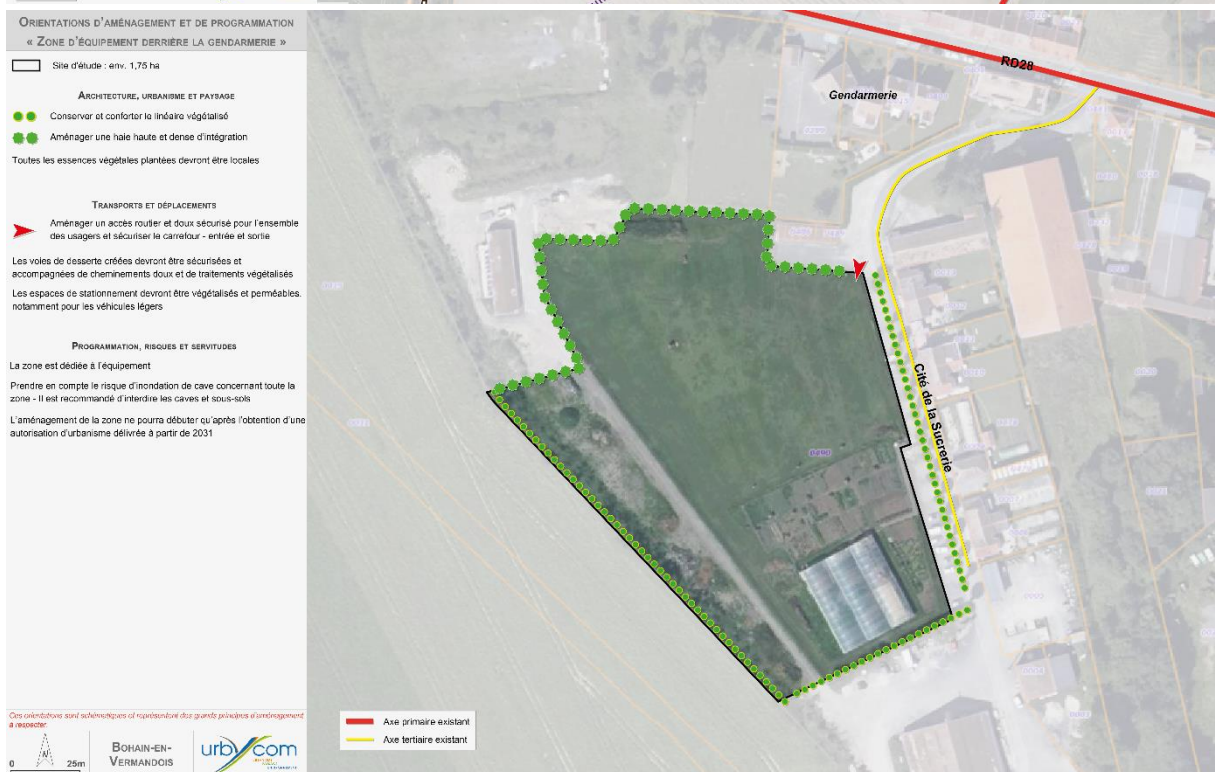 ORIENTATIONS D'AMÉNAGEMENT ET DE PROGRAMMATION
« ZONE D'ÉQUIPEMENT DERRIÈRE LA GENDARMERIE »
Site d'étude : env. 1,75 ha
ARCHITECTURE, URBANISME ET PAYSAGE
Conserver et conforter le linéaire végétalisé
Aménager une haie haute et dense d'intégration
Toutes les essences végétales plantées devront être locales
TRANSPORTS ET DÉPLACEMENTS
Aménager un accès routier et doux sécurisé pour l'ensemble
des usagers et sécuriser le carrefour - entrée et sortie
Les voies de desserte créées devront être sécurisées et
accompagnées de cheminements doux et de traitements végétalisés
Les espaces de stationnement devront être végétalisés et perméables,
notamment pour les véhicules légers
PROGRAMMATION, RISQUES ET SERVITUDES
La zone est dédiée à l'équipement
Prendre en compte le risque d'inondation de cave concernant toute la
zone - Il est recommandé d'interdire les caves et sous-sols
L'aménagement de la zone ne pourra débuter qu'après l'obtention d'une
autorisation d'urbanisme délivrée à partir de 2031
Ces orientations sont schématiques et représentent des grands principes d'aménagement
à respecter.
0 25m
BOHAIN-EN-
VERMANDOIS
urbycom
RD28
Gendarmerie
Cité de la Sucrerie
0490
Axe primaire existant
Axe tertiaire existant